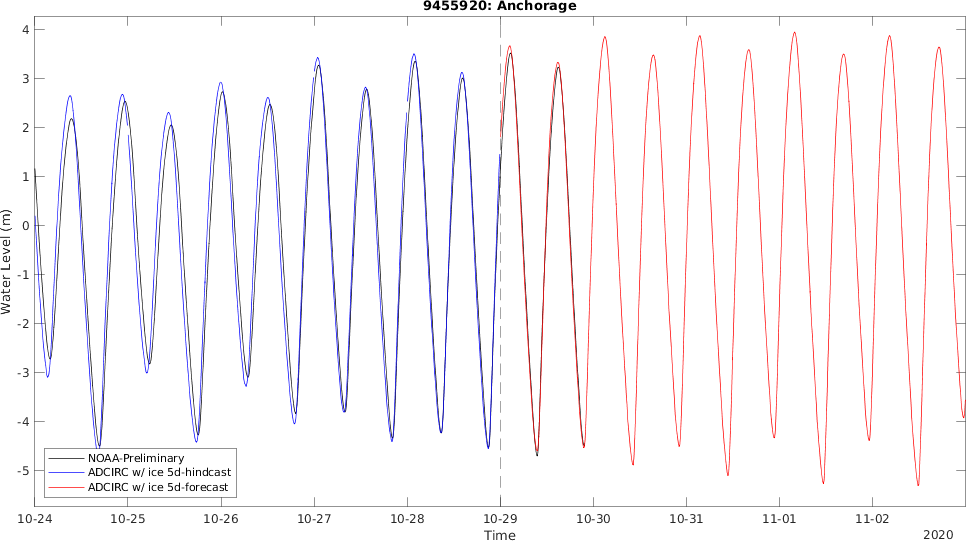 9455920: Anchorage
4
3
2
1
0
-1
-2
-3
-4
-5
Water Level (m)
NOAA-Preliminary
ADCIRC w/ ice 5d-hindcast
ADCIRC w/ ice 5d-forecast
10-24 10-25 10-26 10-27 10-28 10-29 10-30 10-31 11-01 11-02
Time
2020